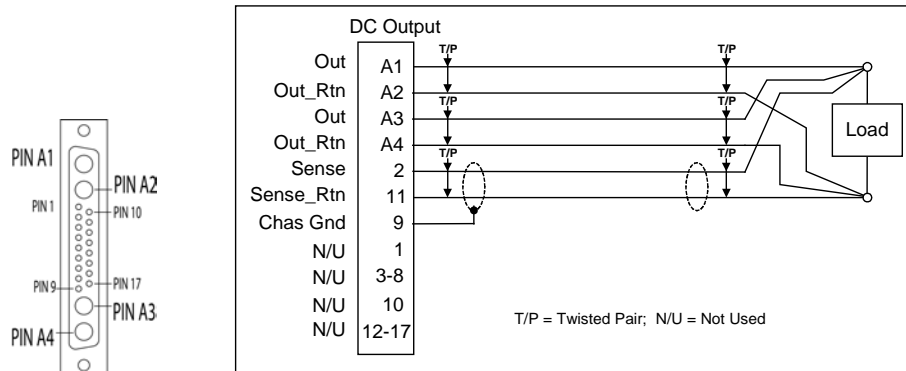 PIN A1
PIN A2
PIN 1
PIN 10
PIN 9
PIN 17
PIN A3
PIN A4
DC Output
T/P T/P
Out A1
Out_Rtn A2
T/P T/P
Out A3
Out_Rtn A4
T/P T/P
Sense 2
Sense_Rtn 11
Chas Gnd 9
N/U 1
N/U 3-8
N/U 10
N/U 12-17
Load
T/P = Twisted Pair; N/U = Not Used